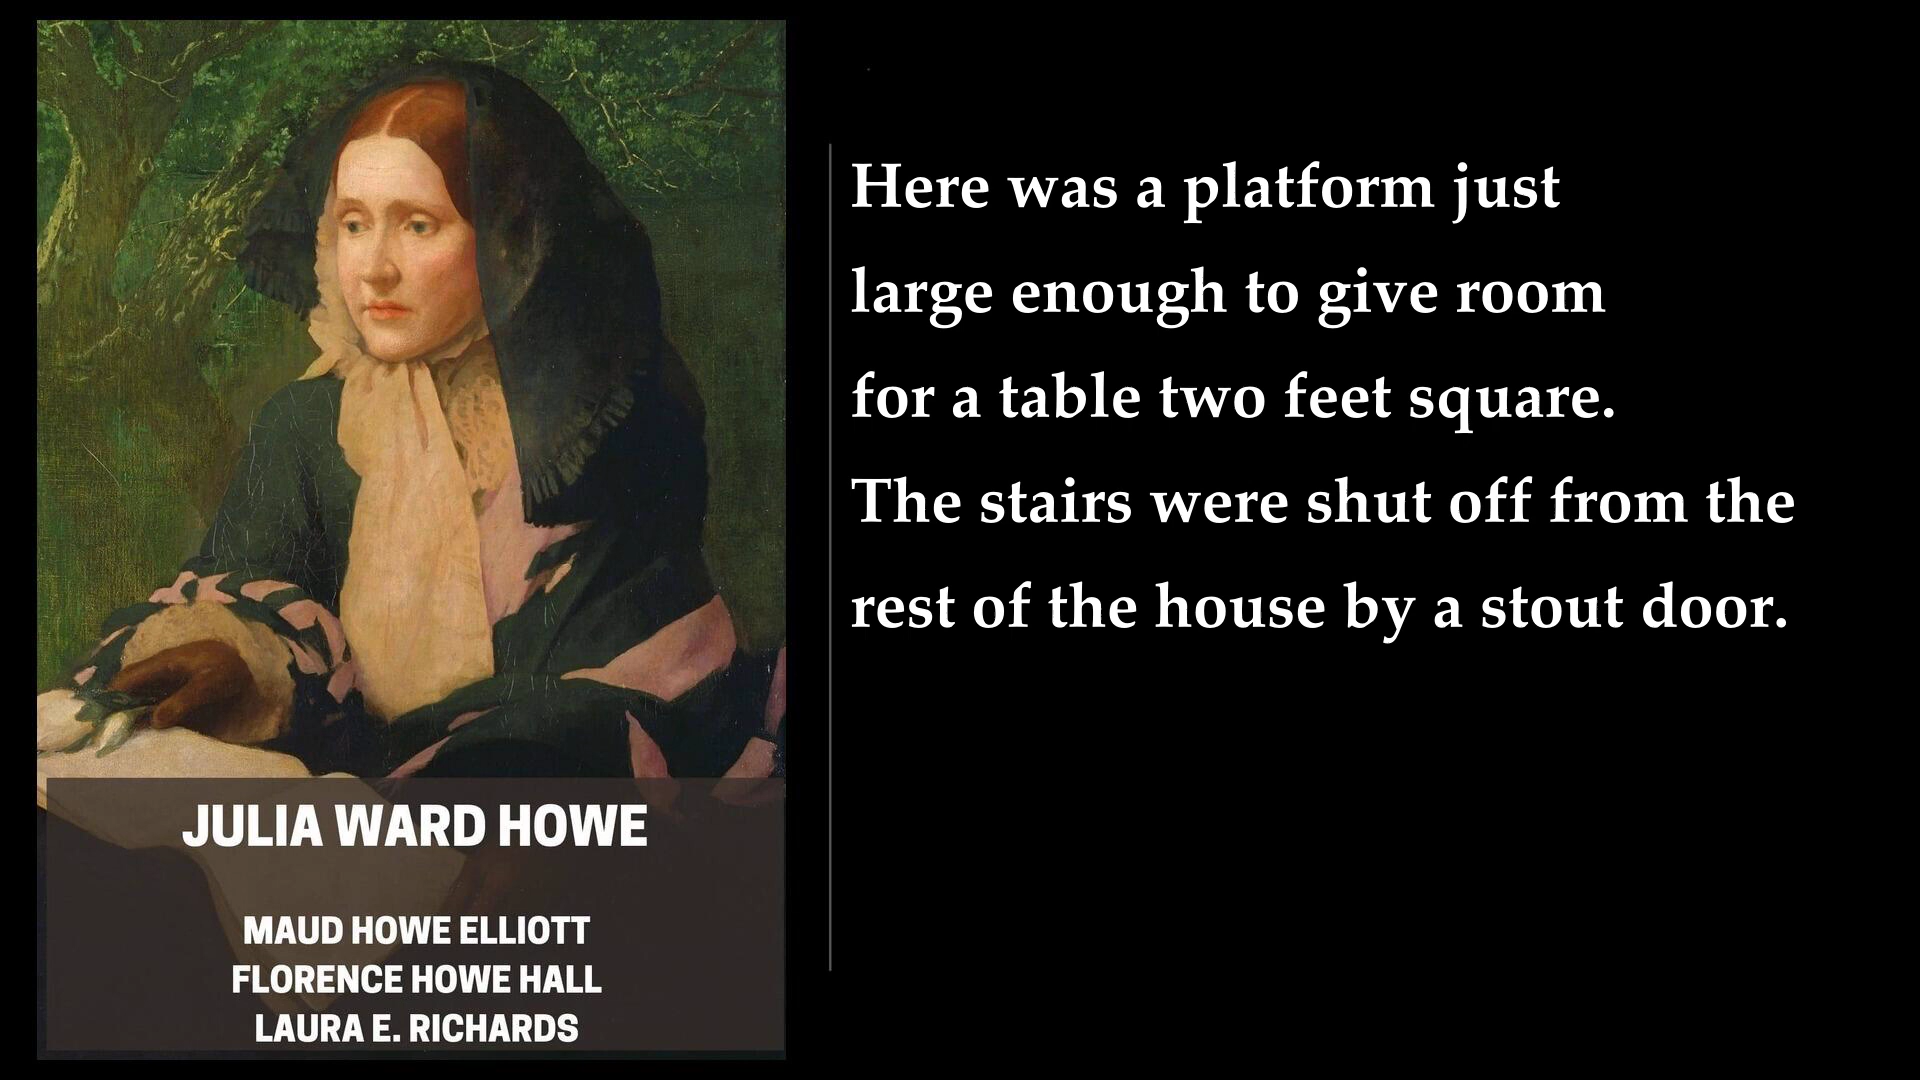 JULIA WARD HOWE
MAUD HOWE ELLIOTT
FLORENCE HOWE HALL
LAURA E. RICHARDS
Here was a platform just
large enough to give room
for a table two feet square.
The stairs were shut off from the
rest of the house by a stout door.